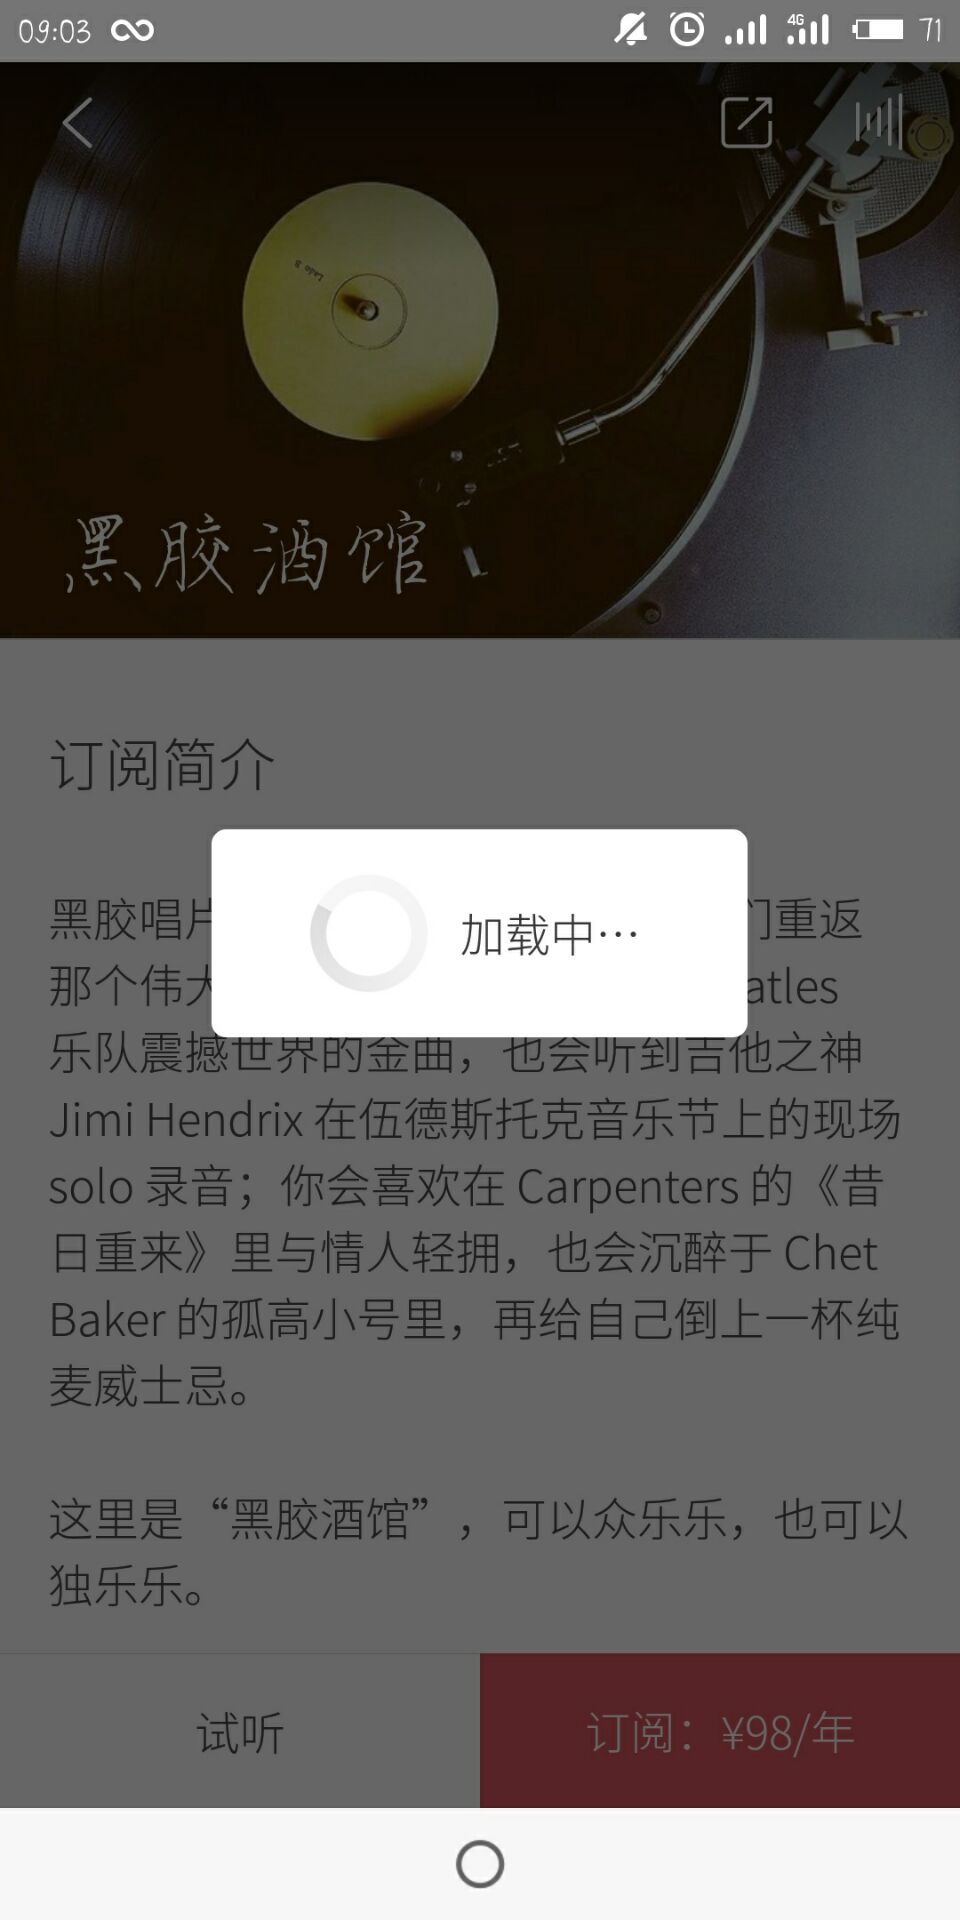 09:03
4G
71
Lado B
黑胶酒馆
订阅简介
加载中…
黑胶唱片
们重返
那个伟大
atles
乐队震撼世界的金曲，也会听到吉他之神
Jimi Hendrix 在伍德斯托克音乐节上的现场
solo 录音；你会喜欢在 Carpenters 的《昔
日重来》里与情人轻拥，也会沉醉于 Chet
Baker 的孤高小号里，再给自己倒上一杯纯
麦威士忌。
这里是“黑胶酒馆”，可以众乐乐，也可以
独乐乐。
试听
订阅：¥98/年